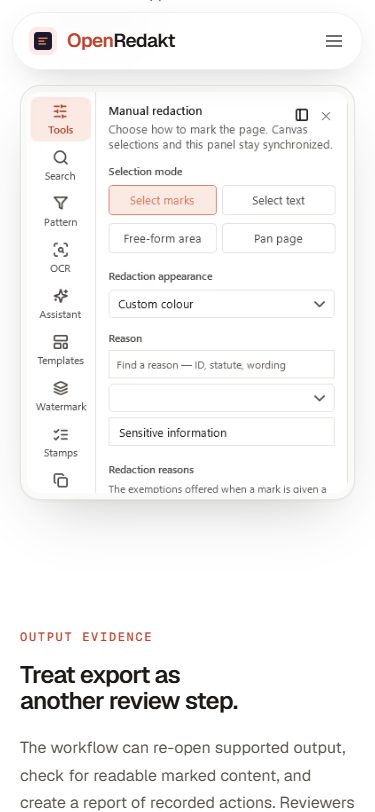 OpenRedakt
Tools
Search
Pattern
OCR
Assistant
Templates
Watermark
Stamps
Manual redaction
Choose how to mark the page. Canvas
selections and this panel stay synchronized.
Selection mode
Select marks
Select text
Free-form area
Pan page
Redaction appearance
Custom colour
Reason
Find a reason — ID, statute, wording
Sensitive information
Redaction reasons
The exemptions offered when a mark is given a
OUTPUT EVIDENCE
Treat export as
another review step.
The workflow can re-open supported output,
check for readable marked content, and
create a report of recorded actions. Reviewers